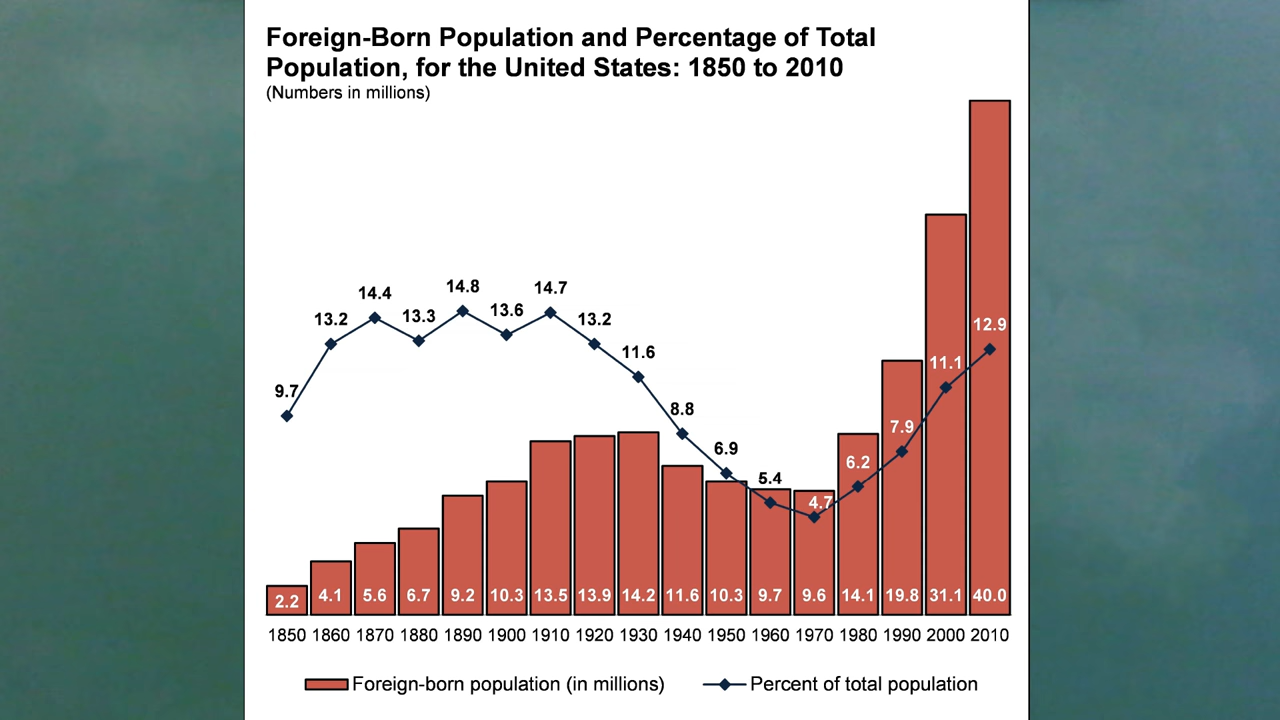 Foreign-Born Population and Percentage of Total
Population, for the United States: 1850 to 2010
(Numbers in millions)
14.8
14.7
14.4
13.6
13.3
13.2
13.2
12.9
11.6
11.1
9.7
8.8
7.9
6.9
6.2
5.4
4.7
2.2 4.1 5.6 6.7 9.2 10.3 13.5 13.9 14.2 11.6 10.3 9.7 9.6 14.1 19.8 31.1 40.0
1850 1860 1870 1880 1890 1900 1910 1920 1930 1940 1950 1960 1970 1980 1990 2000 2010
Foreign-born population (in millions) Percent of total population